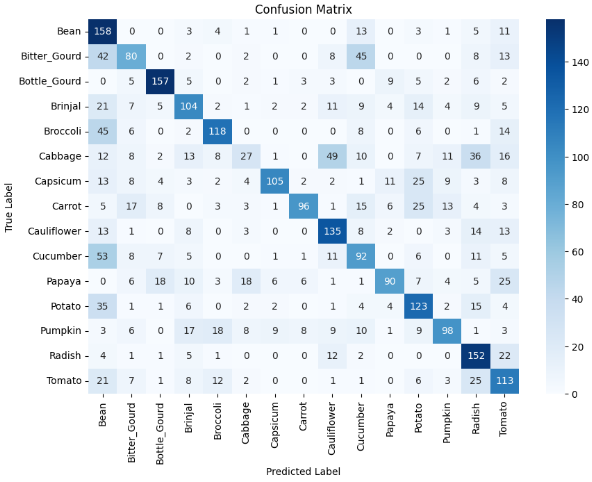 Confusion Matrix
Bean 158 0 0 3 4 1 1 0 0 13 0 3 1 5 11
Bitter_Gourd 42 80 0 5 0 2 0 0 8 45 0 0 0 8 13
Bottle_Gourd 0 5 157 5 0 2 1 3 3 0 9 5 2 6 2
Brinjal 21 7 5 104 2 1 2 2 11 9 4 14 4 9 5
Broccoli 45 6 0 2 118 0 0 0 0 8 0 6 0 1 14
Cabbage 12 8 2 13 8 27 1 0 49 10 0 7 11 36 16
Capsicum 13 8 4 3 2 4 105 2 2 1 11 25 9 3 8
Carrot 5 17 8 0 3 3 1 96 1 15 6 25 13 4 3
Cauliflower 13 1 0 8 0 3 0 0 135 8 2 0 3 14 13
Cucumber 53 8 7 5 0 0 1 1 11 92 0 6 0 11 5
Papaya 0 6 18 10 3 18 6 6 1 1 90 7 4 5 25
Potato 35 1 1 6 0 2 2 0 1 4 4 123 2 15 4
Pumpkin 3 6 0 17 18 8 9 8 9 10 1 9 98 1 3
Radish 4 1 1 5 1 0 0 0 12 2 0 0 0 152 22
Tomato 21 7 1 8 12 2 0 0 1 1 0 6 3 25 113
Bean Bitter_Gourd Bottle_Gourd Brinjal Broccoli Cabbage Capsicum Carrot Cauliflower Cucumber Papaya Potato Pumpkin Radish Tomato
Predicted Label
True Label
140
120
100
80
60
40
20
0